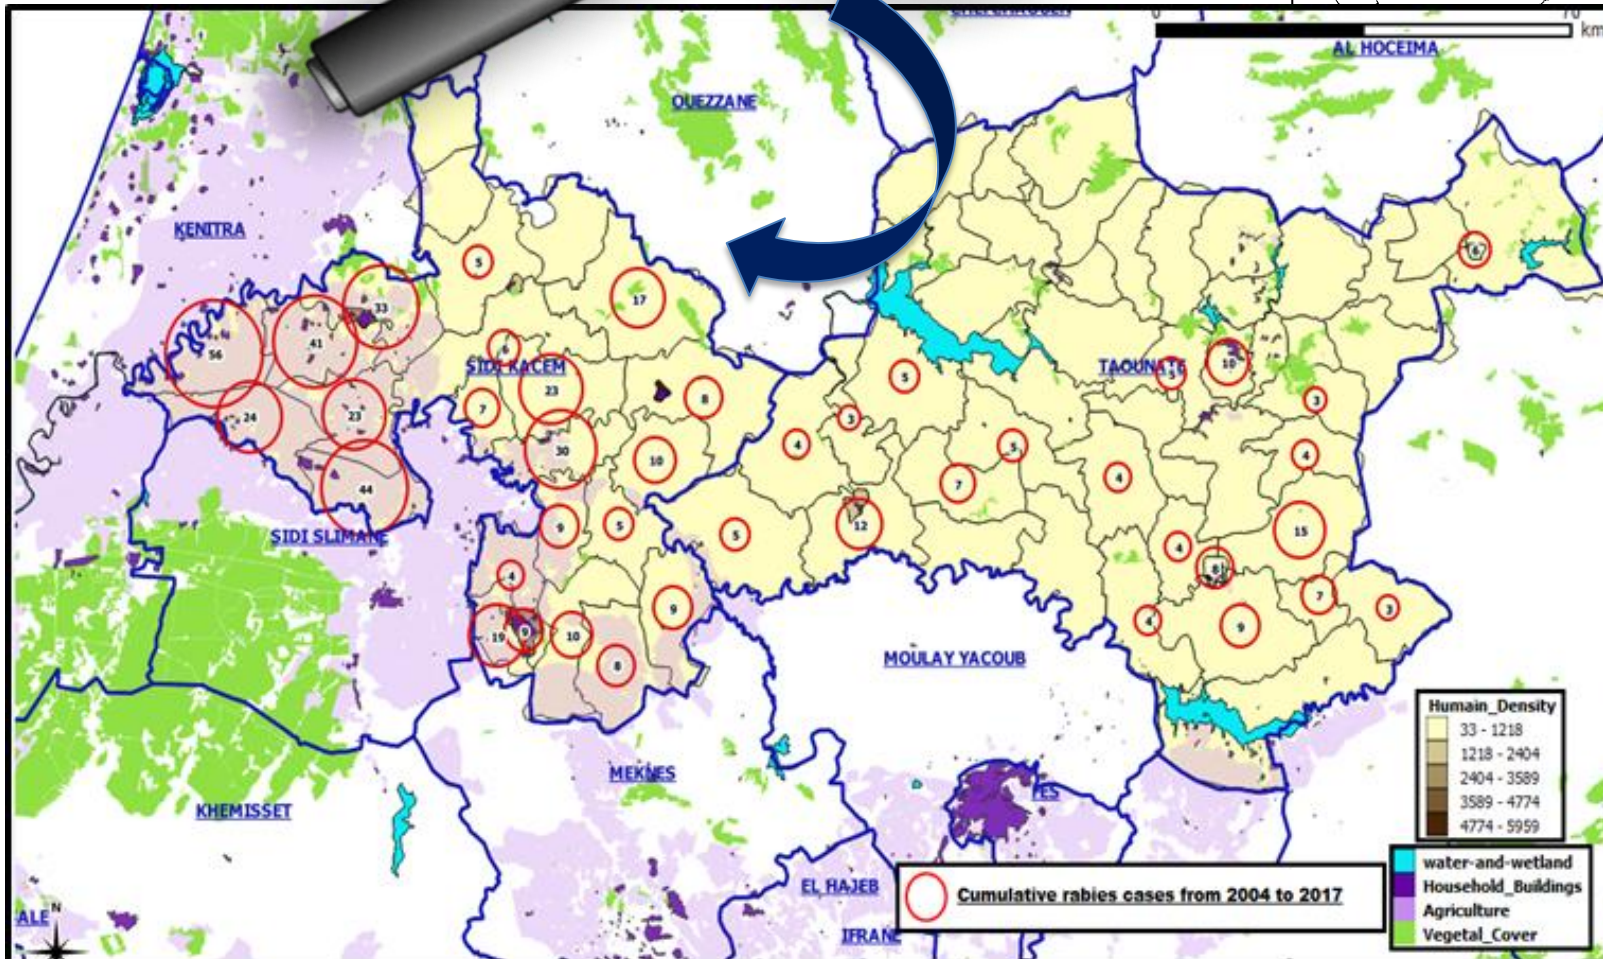 0
km
AL HOCEIMA
OUEZZANE
KENITRA
5
6
17
33
56
41
6
SIDI KACEM
23
8
5
TAOUNATE
5
10
3
7
24
23
3
4
5
4
30
10
7
4
44
9
5
5
12
15
SIDI SLIMANE
4
8
4
7
3
9
4
9
19
9
10
8
MOULAY YACOUB
MEKNES
FES
KHEMISSET
EL HAJEB
IFRANE
ALE
N
Humain_Density
33 - 1218
1218 - 2404
2404 - 3589
3589 - 4774
4774 - 5959
water-and-wetland
Household_Buildings
Agriculture
Vegetal_Cover
Cumulative rabies cases from 2004 to 2017